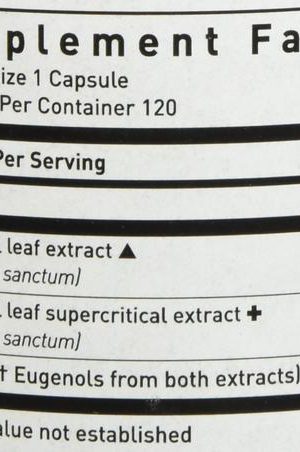 plement Fa
ize 1 Capsule
Per Container 120
Per Serving
leaf extract ▲
sanctum)
leaf supercritical extract ✚
sanctum)
† Eugenols from both extracts)
alue not established